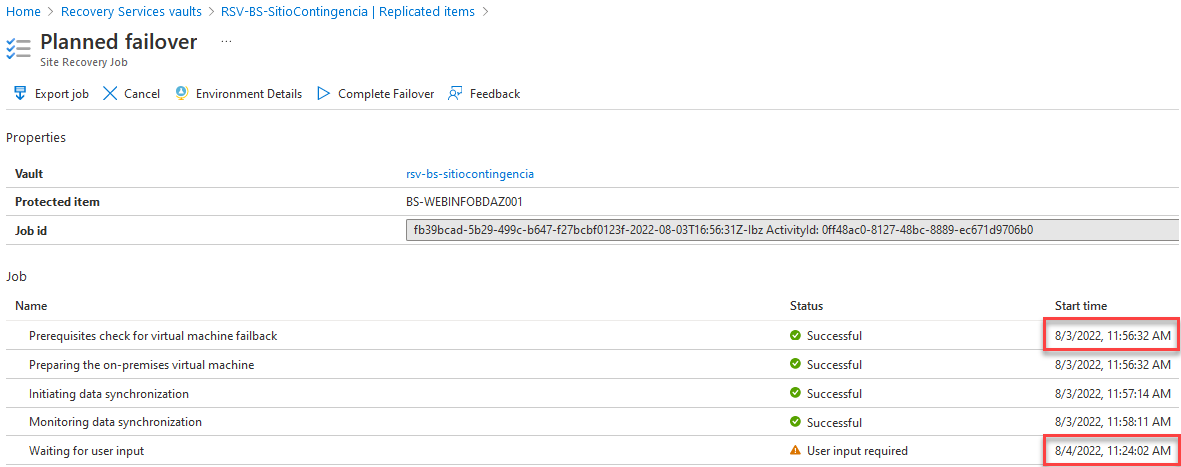 Home > Recovery Services vaults > RSV-BS-SitioContingencia | Replicated items >
Planned failover ...
Site Recovery Job
Export job Cancel Environment Details Complete Failover Feedback
Properties
Vault rsv-bs-sitiocontingencia
Protected item BS-WEBINFOBDAZ001
Job id fb39bcad-5b29-499c-b647-f27bcbf0123f-2022-08-03T16:56:31Z-Ibz ActivityId: 0ff48ac0-8127-48bc-8889-ec671d9706b0
Job
Name Status Start time
Prerequisites check for virtual machine failback Successful 8/3/2022, 11:56:32 AM
Preparing the on-premises virtual machine Successful 8/3/2022, 11:56:32 AM
Initiating data synchronization Successful 8/3/2022, 11:57:14 AM
Monitoring data synchronization Successful 8/3/2022, 11:58:11 AM
Waiting for user input User input required 8/4/2022, 11:24:02 AM